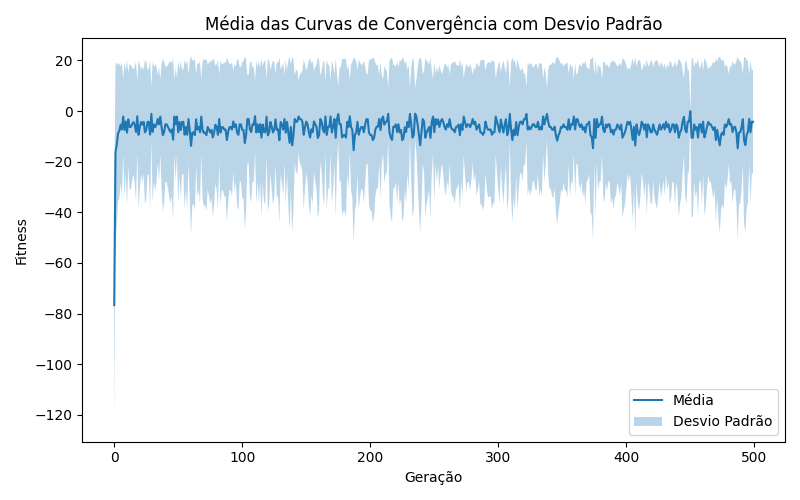 Média das Curvas de Convergência com Desvio Padrão
20
0
−20
−40
−60
−80
−100
−120
Fitness
Média
Desvio Padrão
0
100
200
300
400
500
Geração